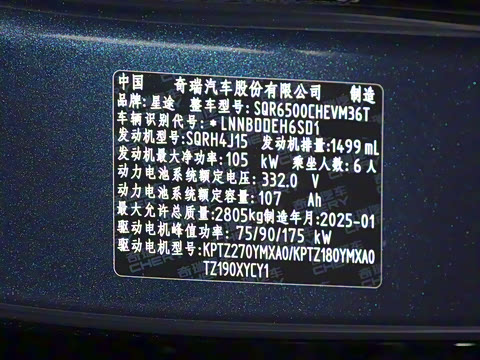 中国 奇瑞汽车股份有限公司 制造
品牌: 星途 整车型号: SQR6500CHEVM36T
车辆识别代号: *LNNBDDEH6SD1
发动机型号: SQRH4J15 发动机排量: 1499 mL
发动机最大净功率: 105 kW 乘坐人数: 6 人
动力电池系统额定电压: 332.0 V
动力电池系统额定容量: 107 Ah
最大允许总质量: 2805kg 制造年月: 2025-01
驱动电机峰值功率: 75/90/175 kW
驱动电机型号: KPTZ270YMXA0/KPTZ180YMXA0
TZ190XYCY1